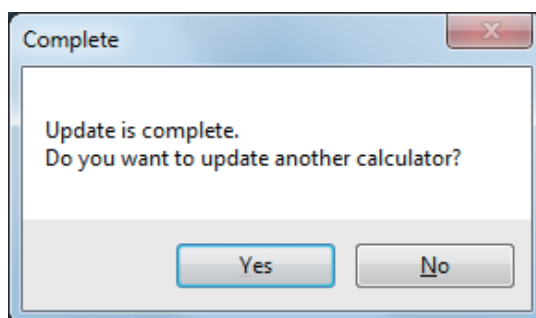 Complete
Update is complete.
Do you want to update another calculator?
Yes
No